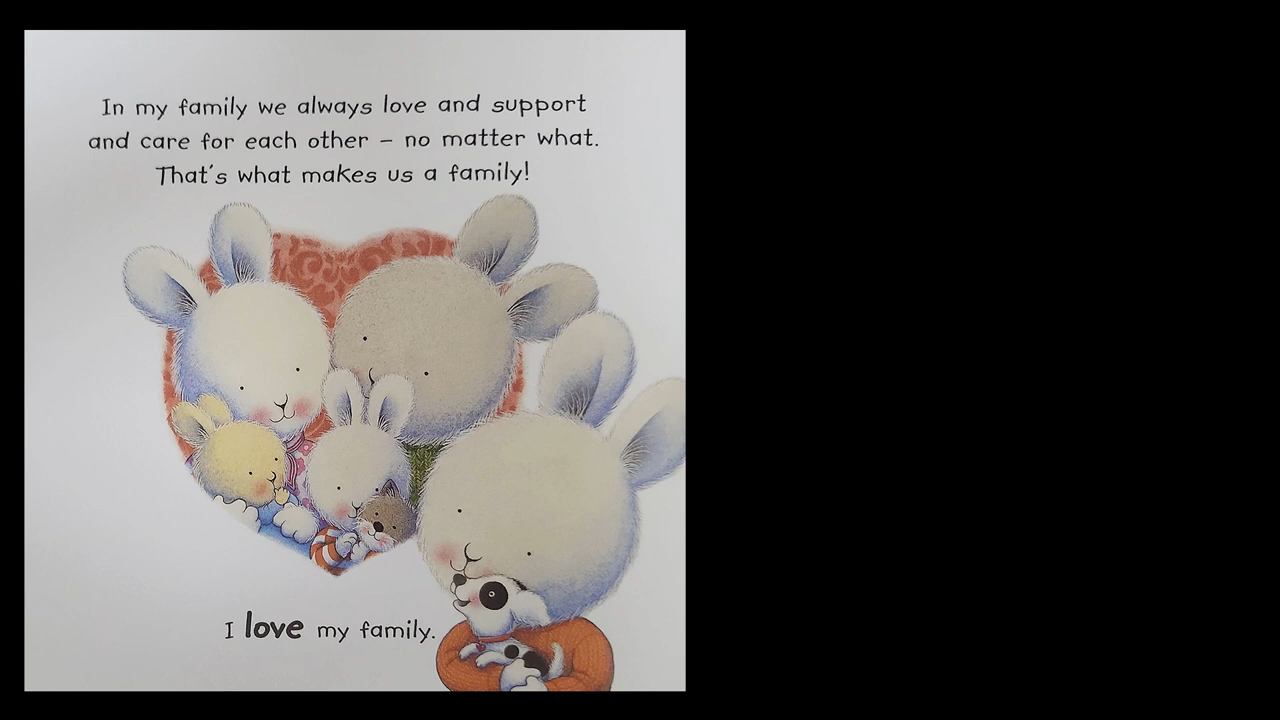 In my family we always love and support
and care for each other – no matter what.
That's what makes us a family!
I love my family.